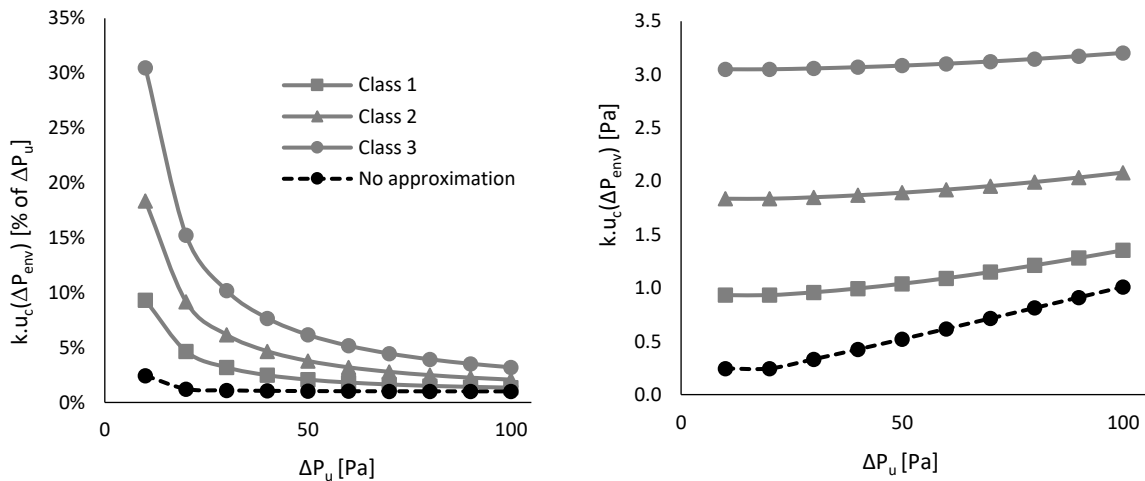 35%
30%
25%
20%
15%
10%
5%
0%
k.u_c(ΔP_env) [% of ΔP_u]
Class 1
Class 2
Class 3
No approximation
0
50
100
ΔP_u [Pa]
3.5
3.0
2.5
2.0
1.5
1.0
0.5
0.0
k.u_c(ΔP_env) [Pa]
0
50
100
ΔP_u [Pa]